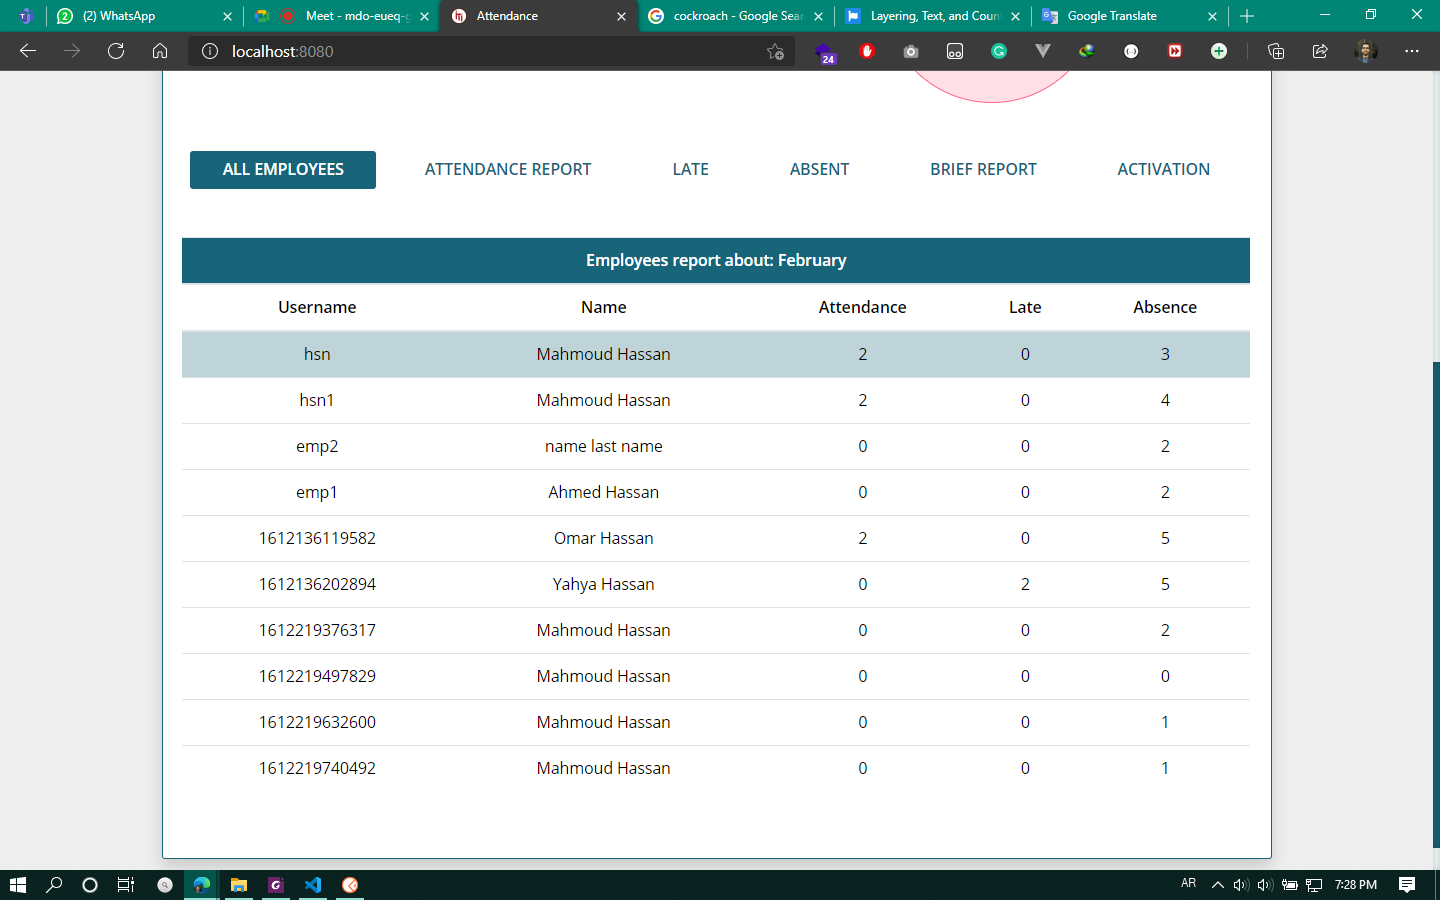 (2) WhatsApp
Meet - mdo-eueq-g
Attendance
cockroach - Google Sear
Layering, Text, and Coun
Google Translate
localhost:8080
24
ALL EMPLOYEES ATTENDANCE REPORT LATE ABSENT BRIEF REPORT ACTIVATION
Employees report about: February
Username Name Attendance Late Absence
hsn Mahmoud Hassan 2 0 3
hsn1 Mahmoud Hassan 2 0 4
emp2 name last name 0 0 2
emp1 Ahmed Hassan 0 0 2
1612136119582 Omar Hassan 2 0 5
1612136202894 Yahya Hassan 0 2 5
1612219376317 Mahmoud Hassan 0 0 2
1612219497829 Mahmoud Hassan 0 0 0
1612219632600 Mahmoud Hassan 0 0 1
1612219740492 Mahmoud Hassan 0 0 1
AR 7:28 PM